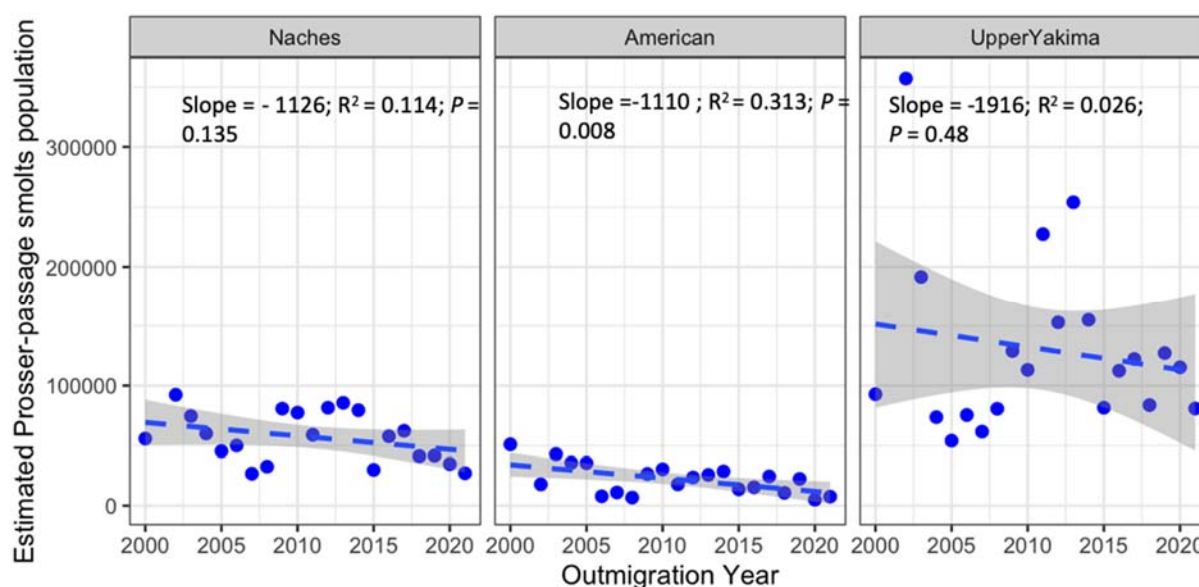 Naches
American
UpperYakima
Slope = - 1126; R² = 0.114; P =
0.135
Slope =-1110 ; R² = 0.313; P =
0.008
Slope = -1916; R² = 0.026;
P = 0.48
Estimated Prosser-passage smolts population
300000
200000
100000
0
2000 2005 2010 2015 2020
2000 2005 2010 2015 2020
2000 2005 2010 2015 2020
Outmigration Year